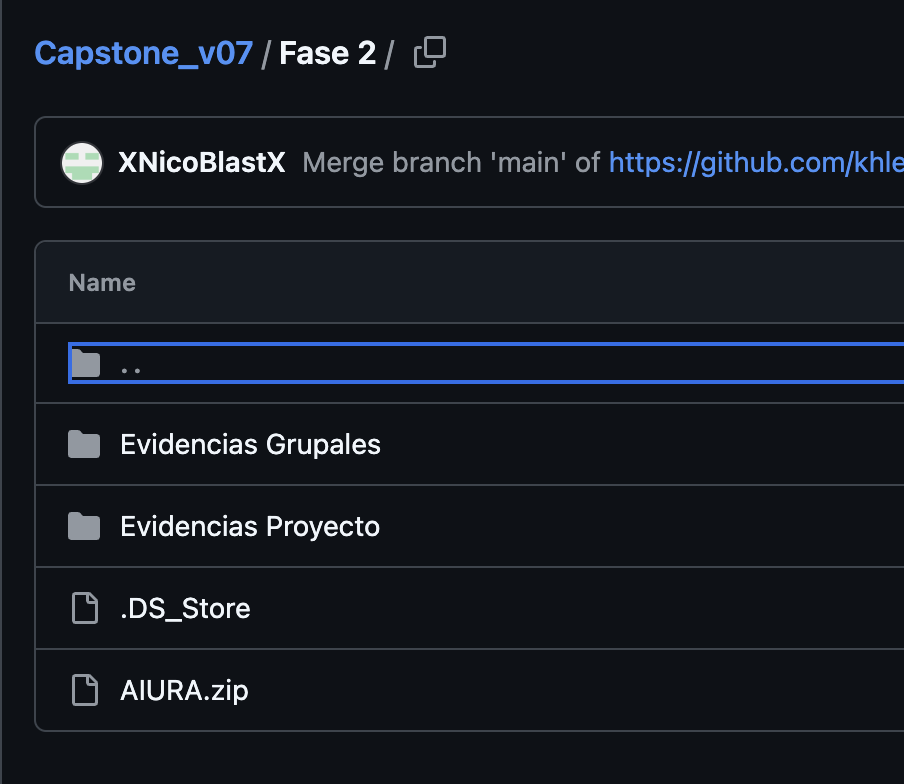 Capstone_v07 / Fase 2 /
XNicoBlastX Merge branch 'main' of https://github.com/khle
Name
..
Evidencias Grupales
Evidencias Proyecto
.DS_Store
AIURA.zip